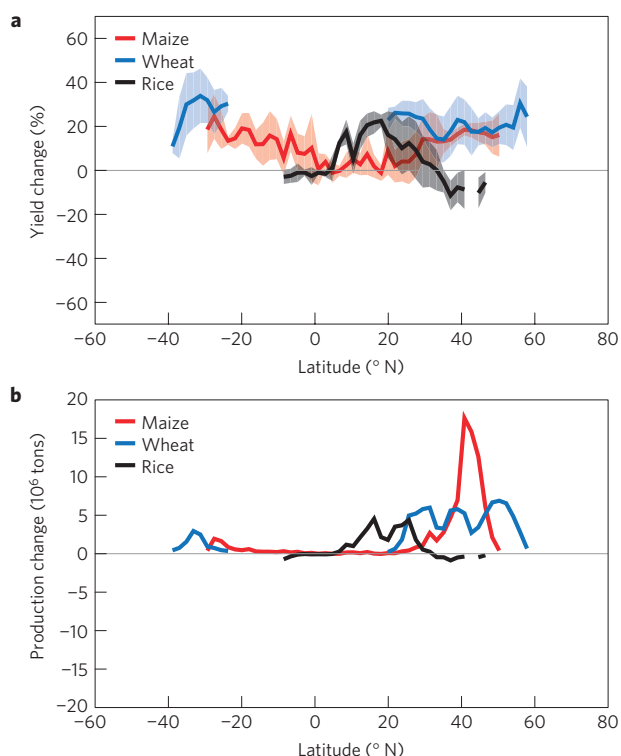 a
60
40
20
0
−20
−40
−60
Yield change (%)
Maize
Wheat
Rice
−60 −40 −20 0 20 40 60 80
Latitude (° N)
b
20
15
10
5
0
−5
−10
−15
−20
Production change (10⁶ tons)
Maize
Wheat
Rice
−60 −40 −20 0 20 40 60 80
Latitude (° N)